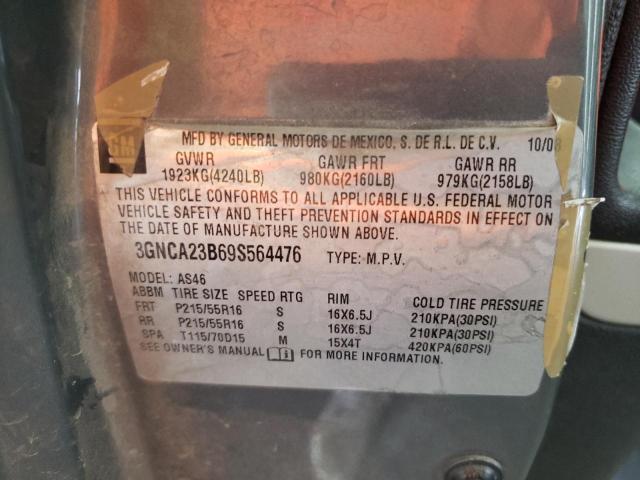 GM
MFD BY GENERAL MOTORS DE MEXICO, S. DE R.L. DE C.V. 10/08
GVWR GAWR FRT GAWR RR
1923KG(4240LB) 980KG(2160LB) 979KG(2158LB)
THIS VEHICLE CONFORMS TO ALL APPLICABLE U.S. FEDERAL MOTOR
VEHICLE SAFETY AND THEFT PREVENTION STANDARDS IN EFFECT ON
THE DATE OF MANUFACTURE SHOWN ABOVE.
3GNCA23B69S564476 TYPE: M.P.V.
MODEL: AS46
ABBM TIRE SIZE SPEED RTG RIM COLD TIRE PRESSURE
FRT P215/55R16 S 16X6.5J 210KPA(30PSI)
RR P215/55R16 S 16X6.5J 210KPA(30PSI)
SPA T115/70D15 M 15X4T 420KPA(60PSI)
SEE OWNER'S MANUAL FOR MORE INFORMATION.